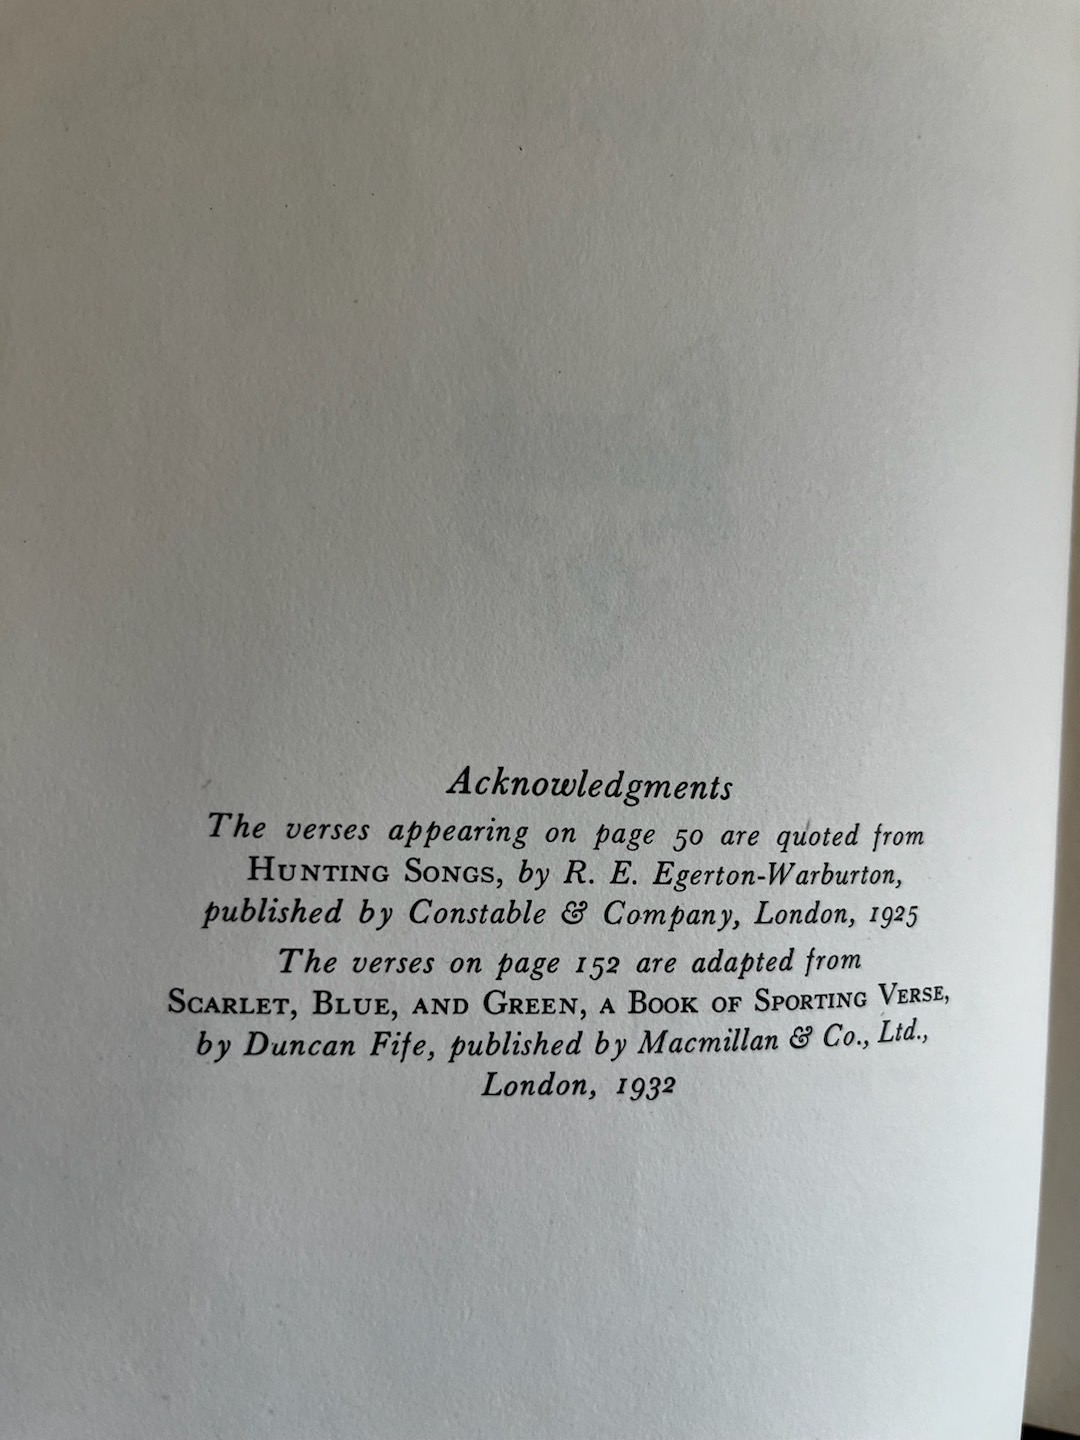 Acknowledgments
The verses appearing on page 50 are quoted from
HUNTING SONGS, by R. E. Egerton-Warburton,
published by Constable & Company, London, 1925
The verses on page 152 are adapted from
SCARLET, BLUE, AND GREEN, A BOOK OF SPORTING VERSE,
by Duncan Fife, published by Macmillan & Co., Ltd.,
London, 1932